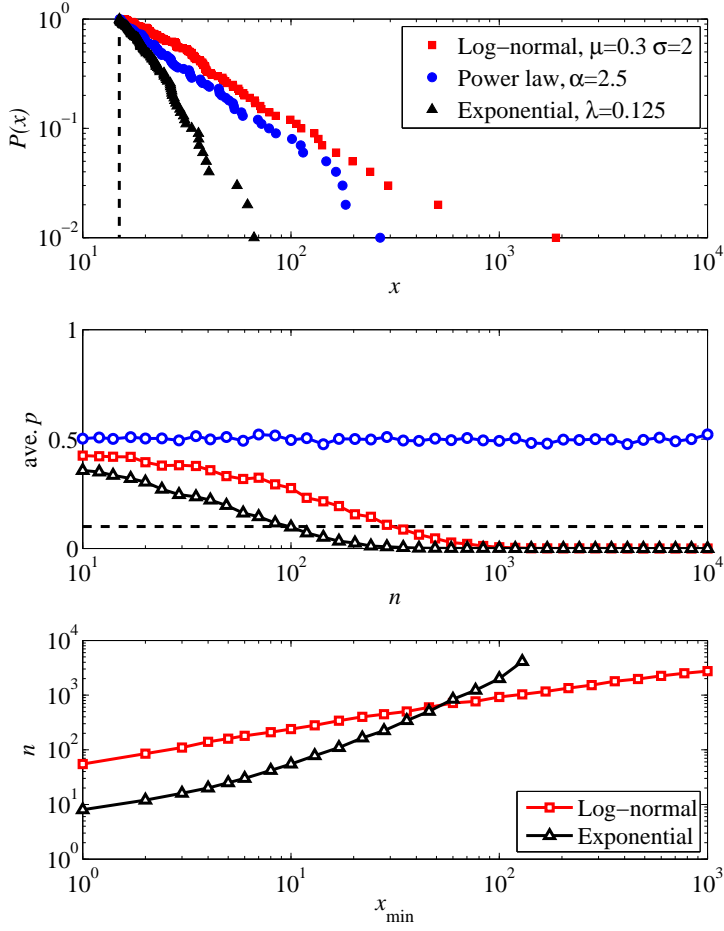 10^0
Log−normal, μ=0.3 σ=2
Power law, α=2.5
Exponential, λ=0.125
P(x)
10^−1
10^−2
10^1 10^2 10^3 10^4
x
1
ave. p
0.5
0
10^1 10^2 10^3 10^4
n
10^4
10^3
n
10^2
10^1
Log−normal
Exponential
10^0
10^0 10^1 10^2 10^3
x_min